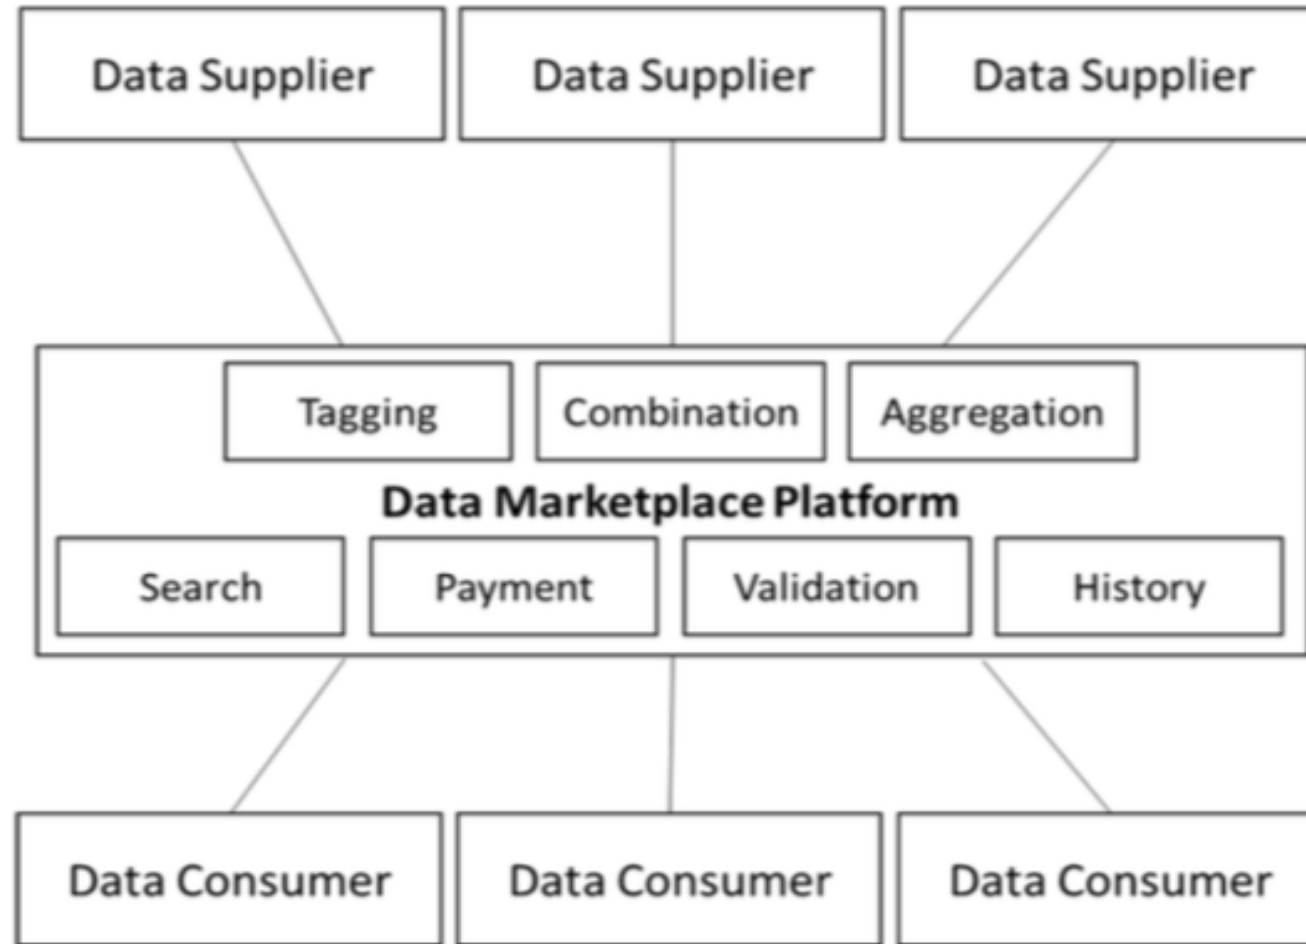 Data Supplier
Data Supplier
Data Supplier
Tagging
Combination
Aggregation
Data Marketplace Platform
Search
Payment
Validation
History
Data Consumer
Data Consumer
Data Consumer